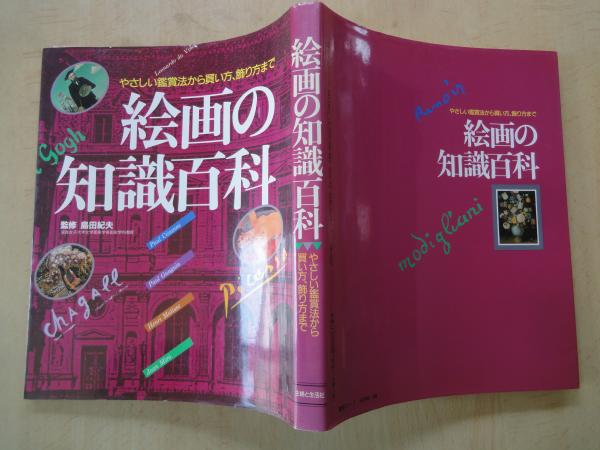 Leonardo da Vinci
やさしい鑑賞法から買い方、飾り方まで
絵画の
知識百科
監修 島田紀夫
Gogh
Paul Cézanne
Paul Gauguin
Henri Matisse
Joan Miró
Chagall
Picasso
絵画の知識百科
やさしい鑑賞法から
買い方、飾り方まで
主婦と生活社
Renoir
やさしい鑑賞法から買い方、飾り方まで
絵画の
知識百科
modigliani